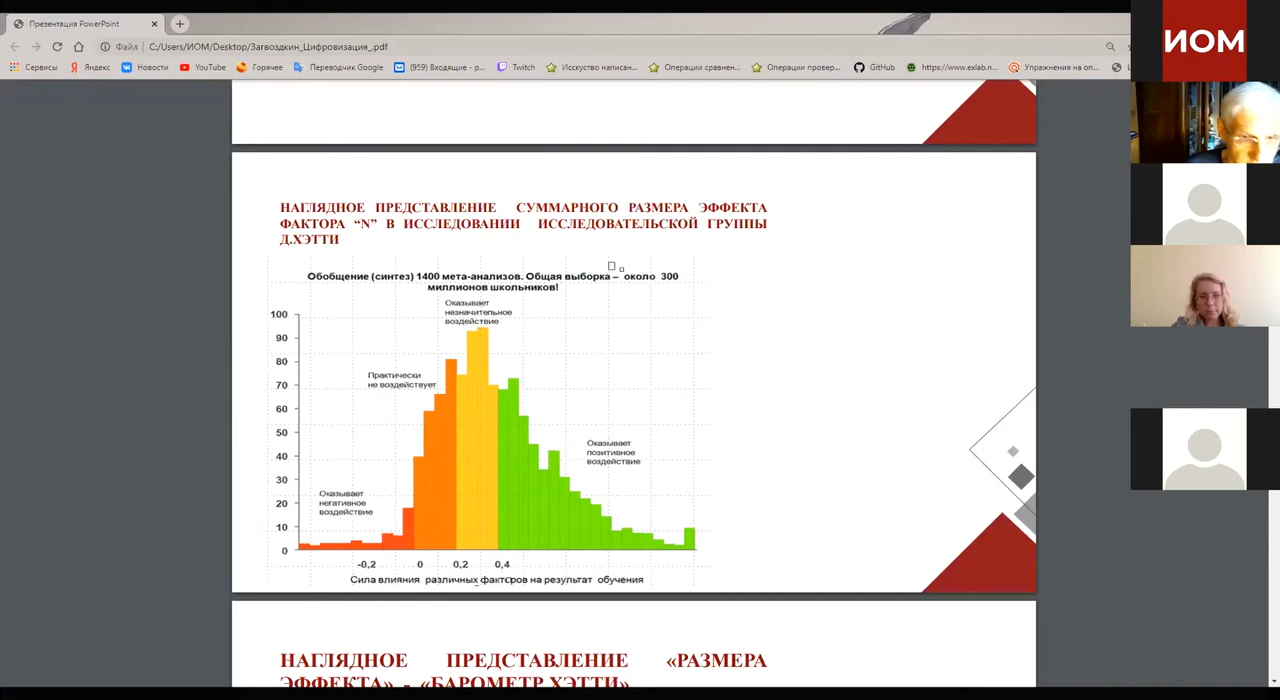 Презентация PowerPoint
ИОМ
Файл
C:/Users/ИОМ/Desktop/Загвоздкин_Цифровизация_.pdf
Сервисы
Яндекс
Новости
YouTube
Горячее
Переводчик Google
(959) Входящие - p...
Twitch
Исскуство написан...
Операции сравнен...
Операции провер...
GitHub
https://www.exlab.n...
Упражнения на оп...
НАГЛЯДНОЕ ПРЕДСТАВЛЕНИЕ СУММАРНОГО РАЗМЕРА ЭФФЕКТА
ФАКТОРА “N” В ИССЛЕДОВАНИИ ИССЛЕДОВАТЕЛЬСКОЙ ГРУППЫ
Д.ХЭТТИ
Обобщение (синтез) 1400 мета-анализов. Общая выборка – около 300
миллионов школьников!
Оказывает
незначительное
воздействие
Практически
не воздействует
Оказывает
позитивное
воздействие
Оказывает
негативное
воздействие
100
90
80
70
60
50
40
30
20
10
0
-0,2
0
0,2
0,4
Сила влияния различных факторов на результат обучения
НАГЛЯДНОЕ ПРЕДСТАВЛЕНИЕ «РАЗМЕРА
ЭФФЕКТА» - «БАРОМЕТР ХЭТТИ»